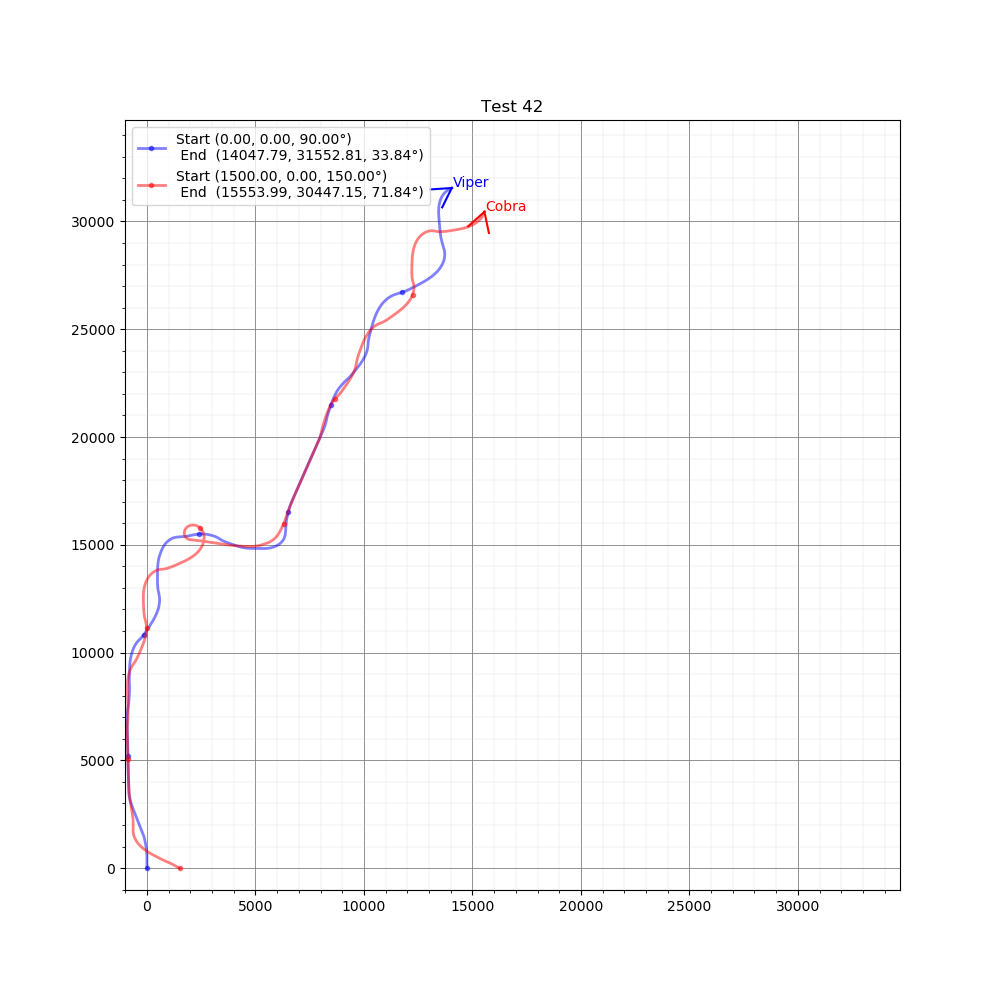 Test 42
Start (0.00, 0.00, 90.00°)
End (14047.79, 31552.81, 33.84°)
Start (1500.00, 0.00, 150.00°)
End (15553.99, 30447.15, 71.84°)
Viper
Cobra
30000
25000
20000
15000
10000
5000
0
0 5000 10000 15000 20000 25000 30000